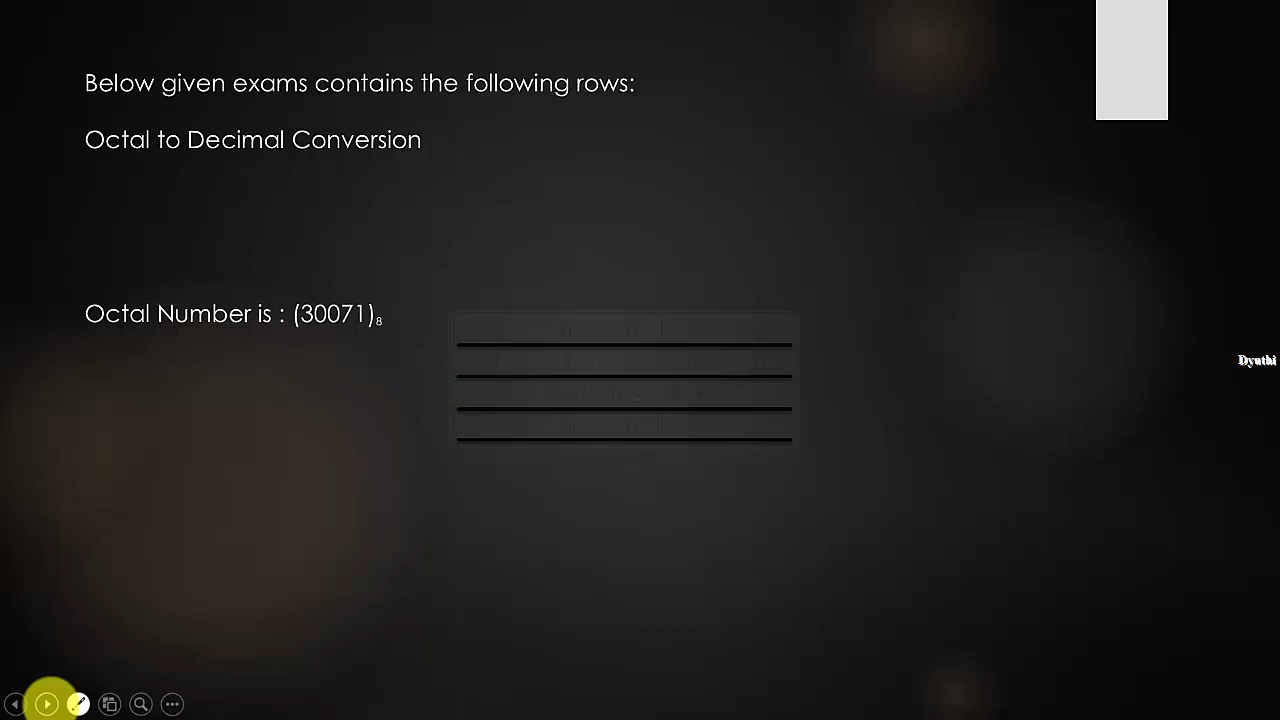 Below given exams contains the following rows:
Octal to Decimal Conversion
Octal Number is : (30071)₈
Dyuthi